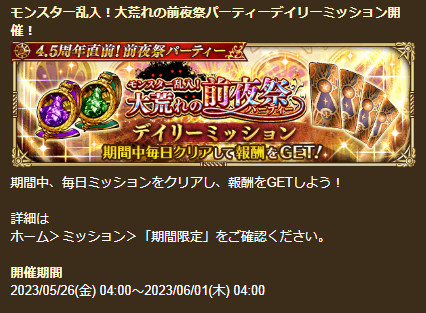 モンスター乱入！大荒れの前夜祭パーティーデイリーミッション開
催！
4.5周年直前！前夜祭パーティー
モンスター乱入！
大荒れの前夜祭
パーティー
デイリーミッション
期間中毎日クリアして報酬をGET！
期間中、毎日ミッションをクリアし、報酬をGETしよう！
詳細は
ホーム＞ミッション＞「期間限定」をご確認ください。
開催期間
2023/05/26(金) 04:00～2023/06/01(木) 04:00